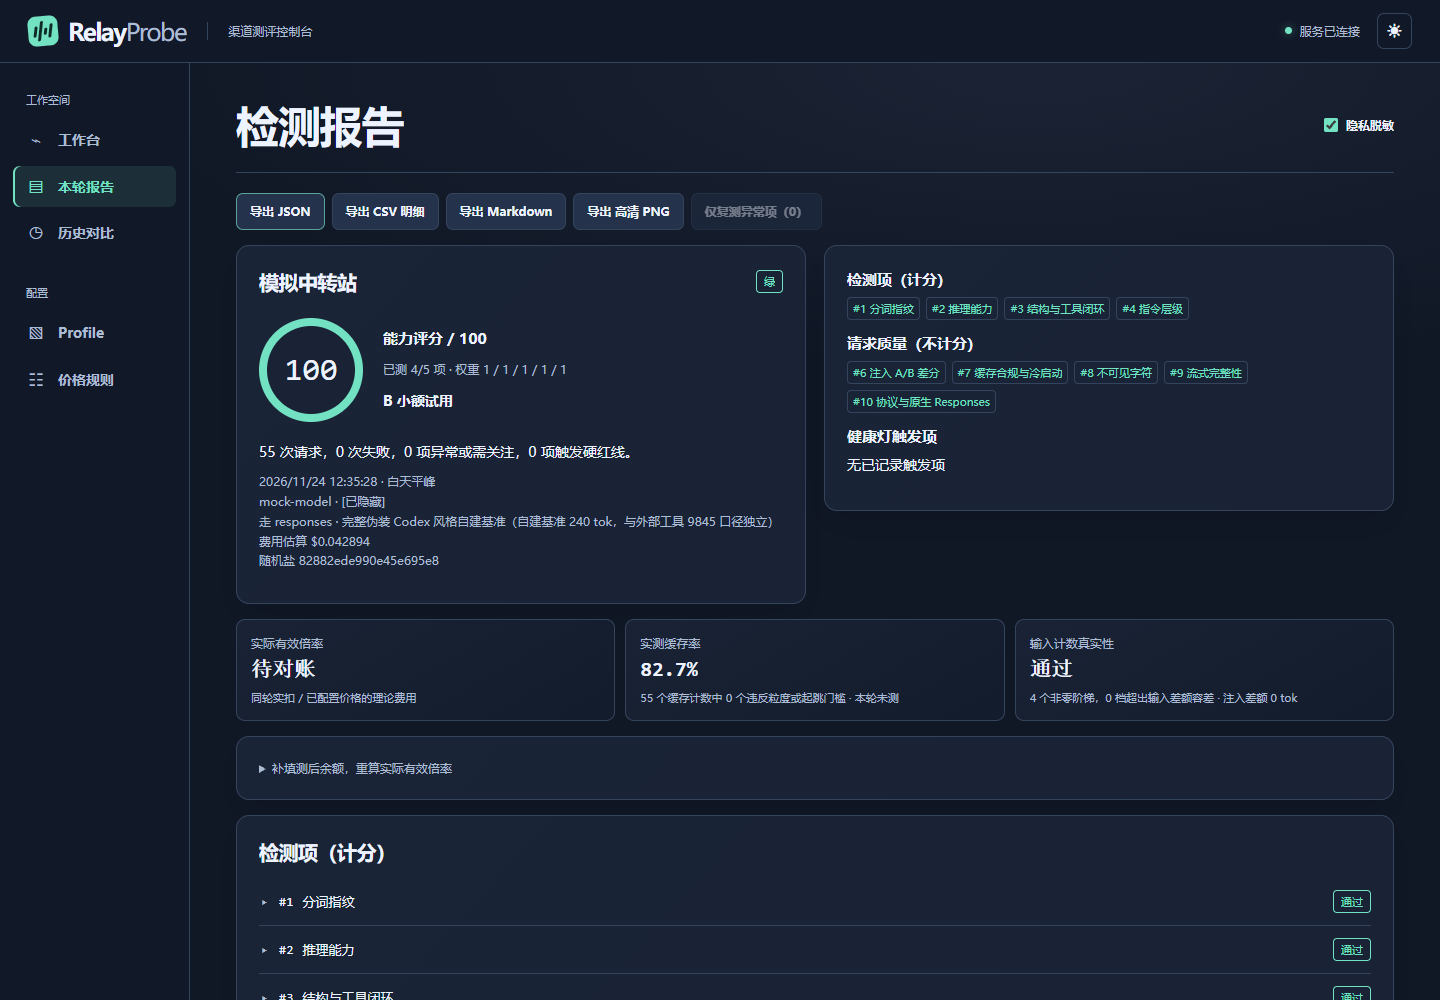 RelayProbe
渠道测评控制台
服务已连接
工作空间
工作台
本轮报告
历史对比
配置
Profile
价格规则
检测报告
隐私脱敏
导出 JSON
导出 CSV 明细
导出 Markdown
导出 高清 PNG
仅复测异常项（0）
模拟中转站
绿
100
能力评分 / 100
已测 4/5 项 · 权重 1 / 1 / 1 / 1 / 1
B 小额试用
55 次请求，0 次失败，0 项异常或需关注，0 项触发硬红线。
2026/11/24 12:35:28 · 白天平峰
mock-model · [已隐藏]
走 responses · 完整伪装 Codex 风格自建基准（自建基准 240 tok，与外部工具 9845 口径独立）
费用估算 $0.042894
随机盐 82882ede990e45e695e8
检测项（计分）
#1 分词指纹
#2 推理能力
#3 结构与工具闭环
#4 指令层级
请求质量（不计分）
#6 注入 A/B 差分
#7 缓存合规与冷启动
#8 不可见字符
#9 流式完整性
#10 协议与原生 Responses
健康灯触发项
无已记录触发项
实际有效倍率
待对账
同轮实扣 / 已配置价格的理论费用
实测缓存率
82.7%
55 个缓存计数中 0 个违反粒度或起跳门槛 · 本轮未测
输入计数真实性
通过
4 个非零阶梯，0 档超出输入差额容差 · 注入差额 0 tok
补填测后余额，重算实际有效倍率
检测项（计分）
#1 分词指纹
通过
#2 推理能力
通过
#3 结构与工具闭环
通过